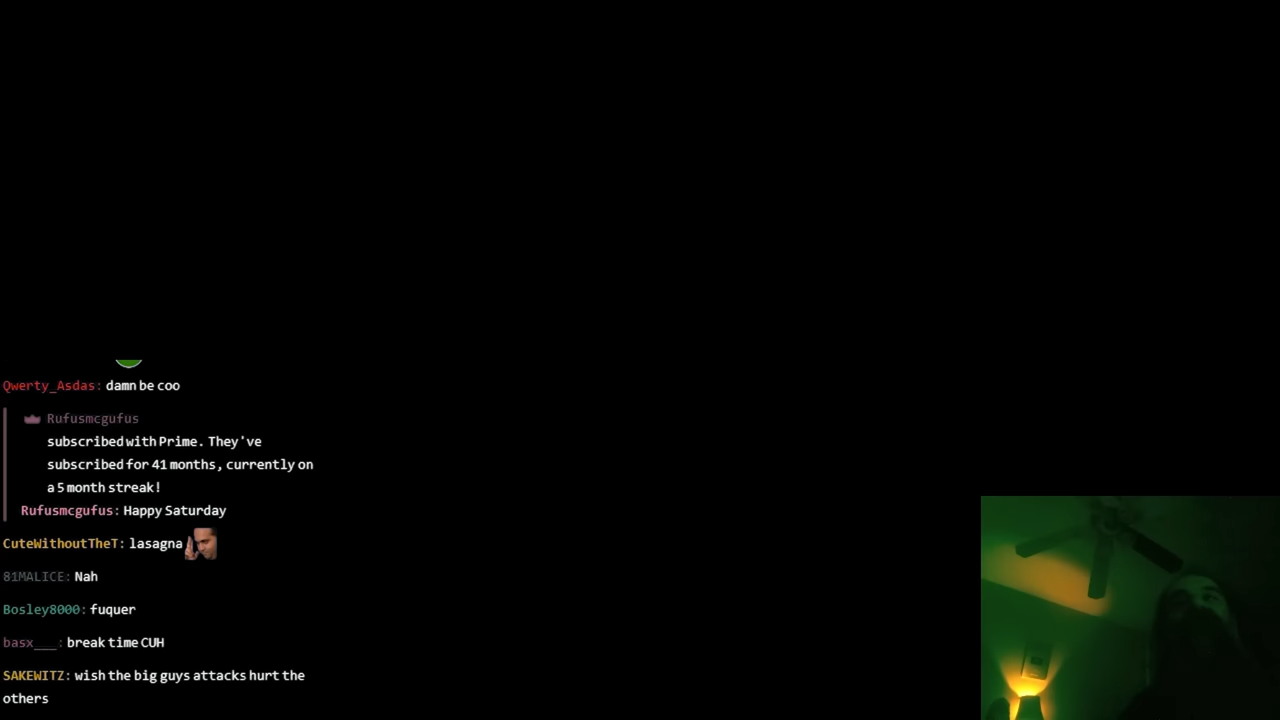 Qwerty_Asdas: damn be coo
Rufusmcgufus
subscribed with Prime. They've
subscribed for 41 months, currently on
a 5 month streak!
Rufusmcgufus: Happy Saturday
CuteWithoutTheT: lasagna
81MALICE: Nah
Bosley8000: fuquer
basx___: break time CUH
SAKEWITZ: wish the big guys attacks hurt the
others